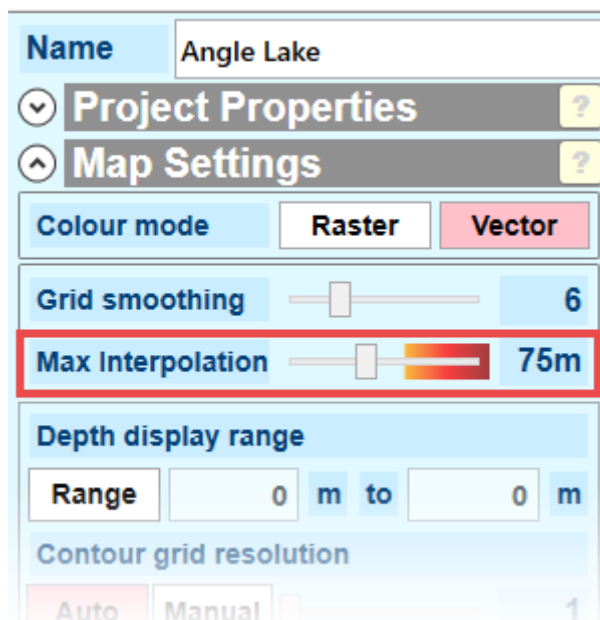 Name Angle Lake
Project Properties ?
Map Settings ?
Colour mode Raster Vector
Grid smoothing 6
Max Interpolation 75m
Depth display range
Range 0 m to 0 m
Contour grid resolution
Auto Manual 1